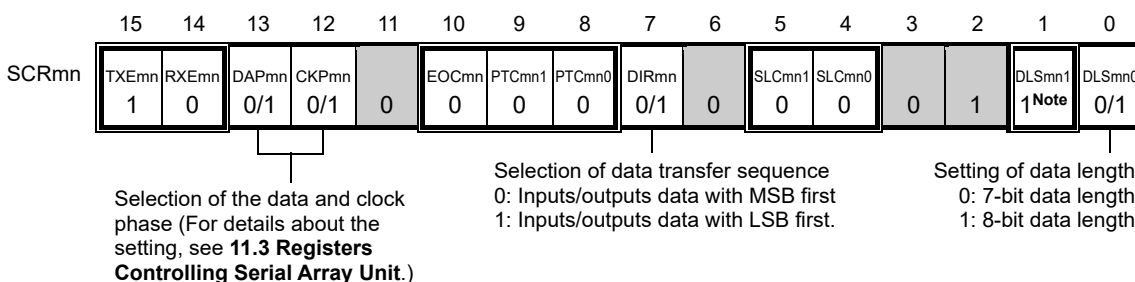 15 14 13 12 11 10 9 8 7 6 5 4 3 2 1 0
SCRmn
TXEmn RXEmn DAPmn CKPmn EOCmn PTCmn1 PTCmn0 DIRmn SLCmn1 SLCmn0 DLSmn1 DLSmn0
1 0 0/1 0/1 0 0 0 0 0/1 0 0 0 0 1 1Note 0/1
Selection of the data and clock
phase (For details about the
setting, see 11.3 Registers
Controlling Serial Array Unit.)
Selection of data transfer sequence
0: Inputs/outputs data with MSB first
1: Inputs/outputs data with LSB first.
Setting of data length
0: 7-bit data length
1: 8-bit data length